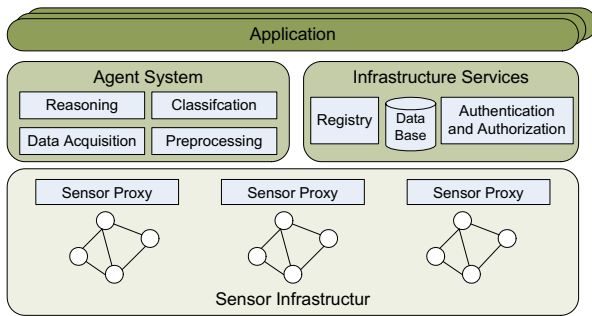 Application
Agent System
Reasoning
Classifcation
Data Acquisition
Preprocessing
Infrastructure Services
Registry
Data
Base
Authentication
and Authorization
Sensor Proxy
Sensor Proxy
Sensor Proxy
Sensor Infrastructur